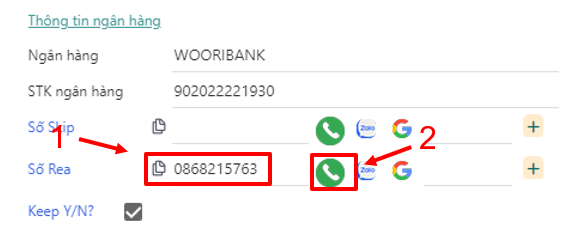 Thông tin ngân hàng
Ngân hàng WOORIBANK
STK ngân hàng 902022221930
Số Skip Zalo G +
1 2
Số Rea 0868215763 Zalo G +
Keep Y/N?